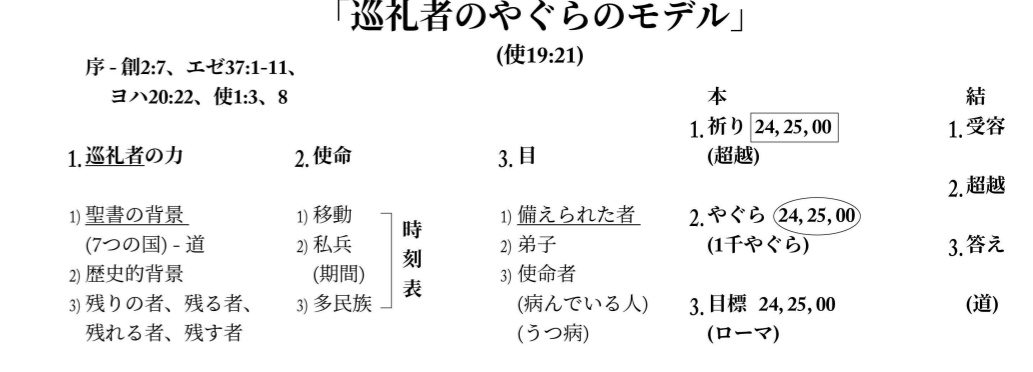 「巡礼者のやぐらのモデル」
(使19:21)
序 - 創2:7、エゼ37:1-11、
ヨハ20:22、使1:3、8
1. 巡礼者の力
1) 聖書の背景
(7つの国) - 道
2) 歴史的背景
3) 残りの者、残る者、
残れる者、残す者
2. 使命
1) 移動
2) 私兵
(期間)
3) 多民族
時刻表
3. 目
1) 備えられた者
2) 弟子
3) 使命者
(病んでいる人)
(うつ病)
本
1. 祈り 24, 25, 00
(超越)
2. やぐら 24, 25, 00
(1千やぐら)
3. 目標 24, 25, 00
(ローマ)
結
1. 受容
2. 超越
3. 答え
(道)